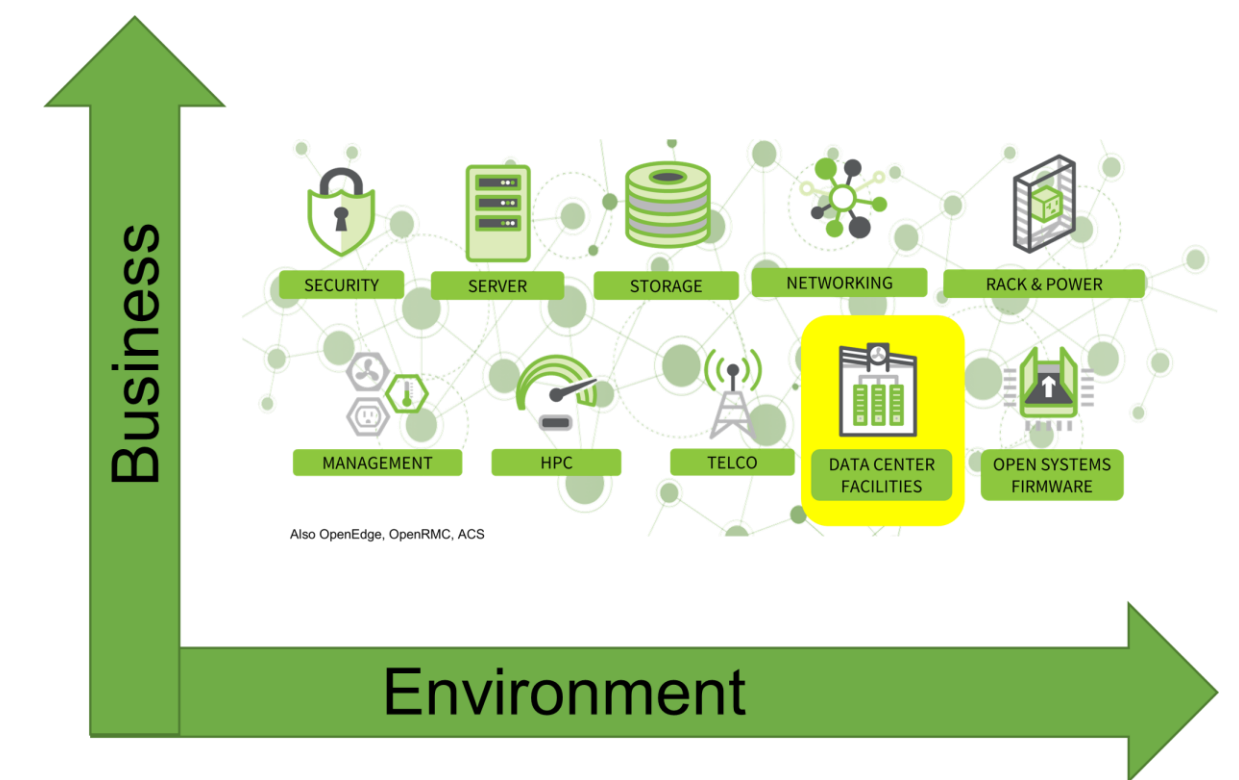 Business
SECURITY
SERVER
STORAGE
NETWORKING
RACK & POWER
MANAGEMENT
HPC
TELCO
DATA CENTER
FACILITIES
OPEN SYSTEMS
FIRMWARE
Also OpenEdge, OpenRMC, ACS
Environment